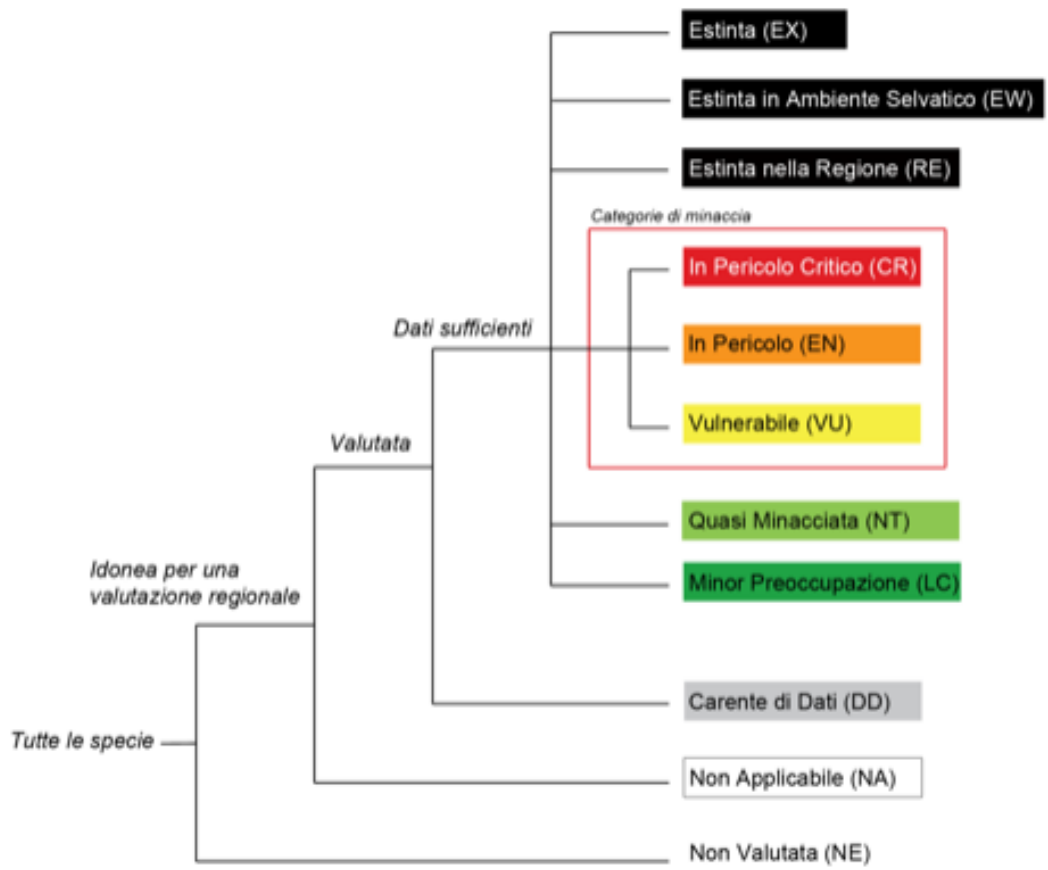 Estinta (EX)
Estinta in Ambiente Selvatico (EW)
Estinta nella Regione (RE)
Categorie di minaccia
In Pericolo Critico (CR)
Dati sufficienti
In Pericolo (EN)
Vulnerabile (VU)
Valutata
Quasi Minacciata (NT)
Idonea per una
valutazione regionale
Minor Preoccupazione (LC)
Carente di Dati (DD)
Tutte le specie
Non Applicabile (NA)
Non Valutata (NE)